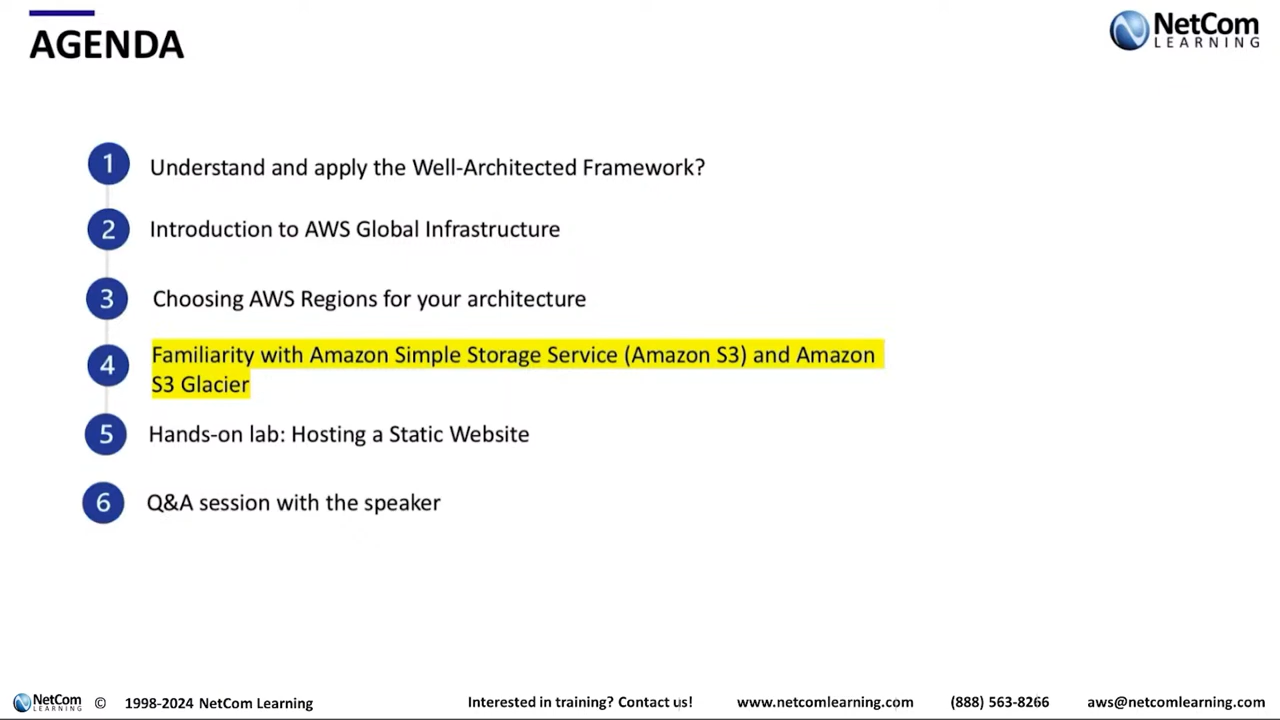 AGENDA
NetCom
LEARNING
1 Understand and apply the Well-Architected Framework?
2 Introduction to AWS Global Infrastructure
3 Choosing AWS Regions for your architecture
4 Familiarity with Amazon Simple Storage Service (Amazon S3) and Amazon
S3 Glacier
5 Hands-on lab: Hosting a Static Website
6 Q&A session with the speaker
NetCom
LEARNING
© 1998-2024 NetCom Learning Interested in training? Contact us! www.netcomlearning.com (888) 563-8266 aws@netcomlearning.com